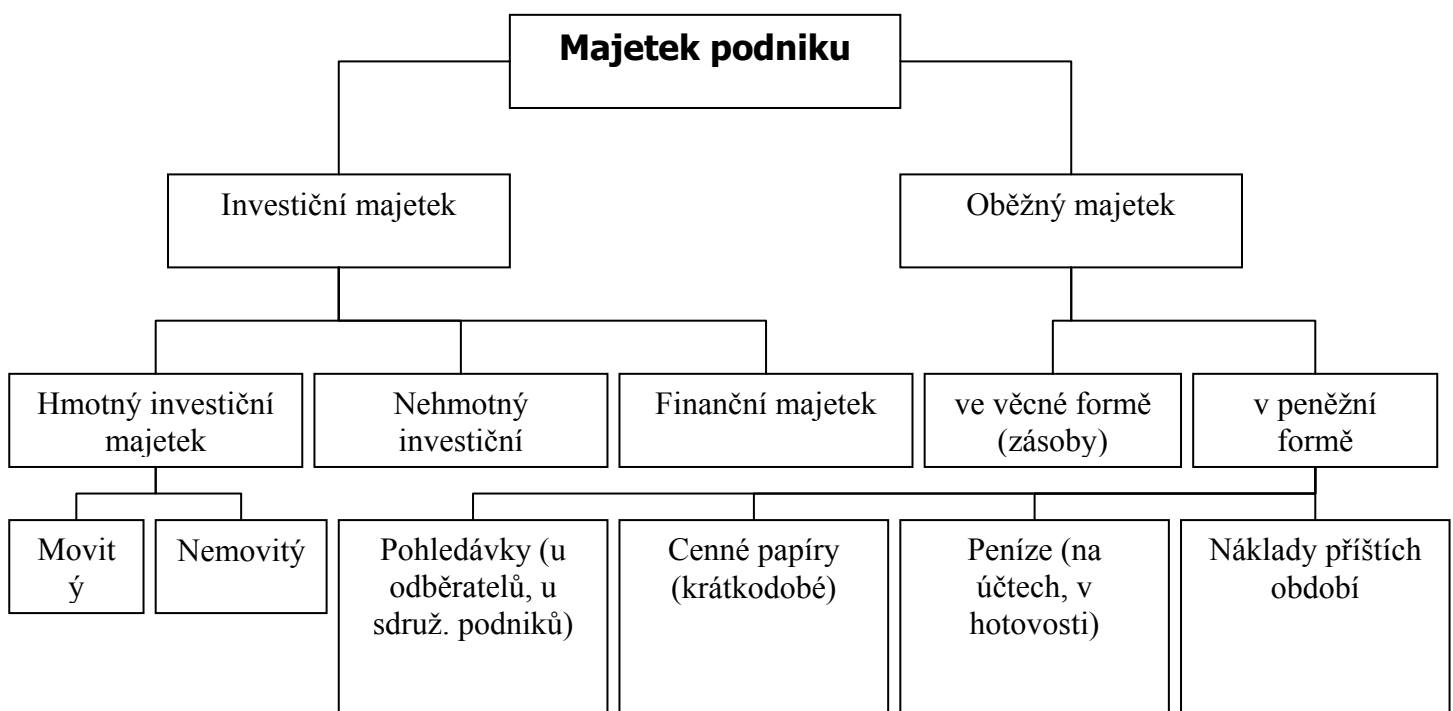 Majetek podniku
Investiční majetek
Oběžný majetek
Hmotný investiční
majetek
Nehmotný
investiční
Finanční majetek
ve věcné formě
(zásoby)
v peněžní
formě
Movit
ý
Nemovitý
Pohledávky (u
odběratelů, u
sdruž. podniků)
Cenné papíry
(krátkodobé)
Peníze (na
účtech, v
hotovosti)
Náklady příštích
období